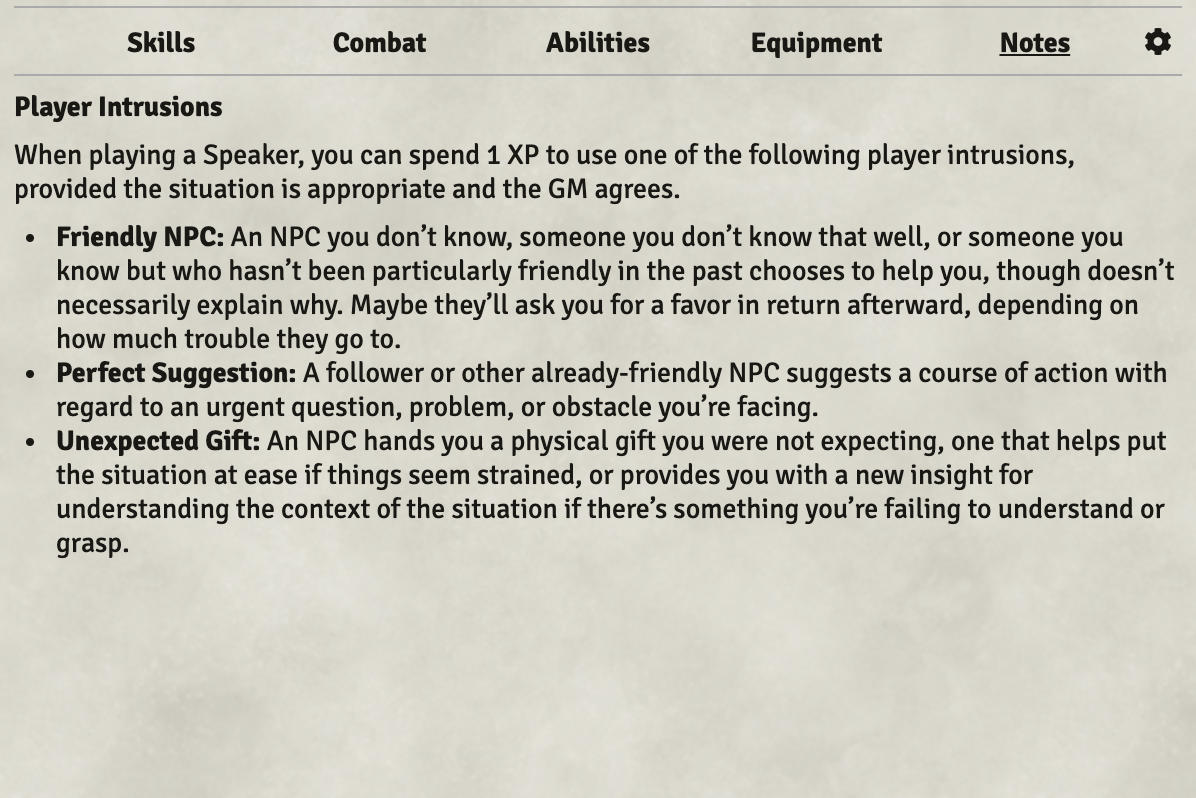 Skills Combat Abilities Equipment Notes
Player Intrusions
When playing a Speaker, you can spend 1 XP to use one of the following player intrusions,
provided the situation is appropriate and the GM agrees.
• Friendly NPC: An NPC you don’t know, someone you don’t know that well, or someone you
know but who hasn’t been particularly friendly in the past chooses to help you, though doesn’t
necessarily explain why. Maybe they’ll ask you for a favor in return afterward, depending on
how much trouble they go to.
• Perfect Suggestion: A follower or other already-friendly NPC suggests a course of action with
regard to an urgent question, problem, or obstacle you’re facing.
• Unexpected Gift: An NPC hands you a physical gift you were not expecting, one that helps put
the situation at ease if things seem strained, or provides you with a new insight for
understanding the context of the situation if there’s something you’re failing to understand or
grasp.